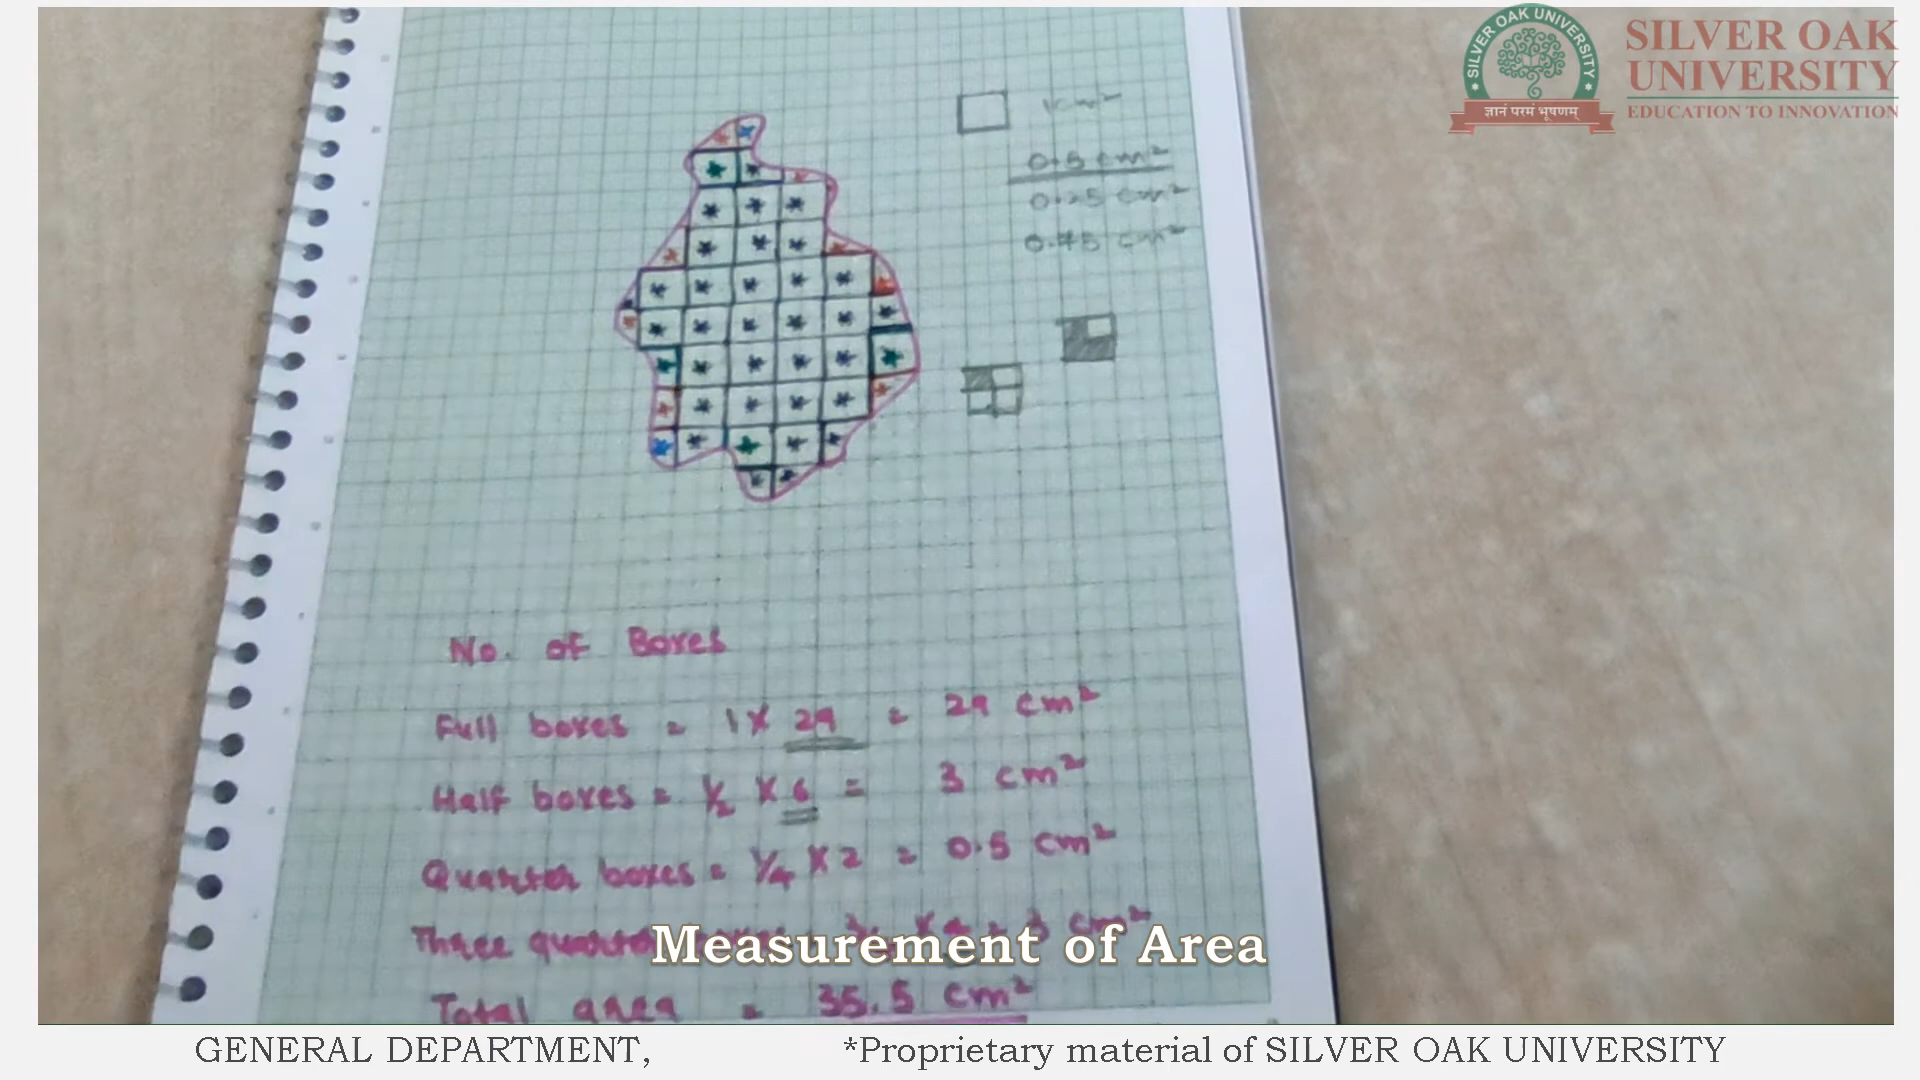 SILVER OAK UNIVERSITY
ज्ञानं परमं भूषणम्
SILVER OAK
UNIVERSITY
EDUCATION TO INNOVATION
1cm²
0.5 cm²
0.25 cm²
0.75 cm²
No. of Boxes
Full boxes = 1 X 29 = 29 cm²
Half boxes = ½ X 6 = 3 cm²
Quarter boxes = ¼ X 2 = 0.5 cm²
Three quarter 3 cm²
Measurement of Area
Total area = 35.5 cm²
GENERAL DEPARTMENT,
*Proprietary material of SILVER OAK UNIVERSITY